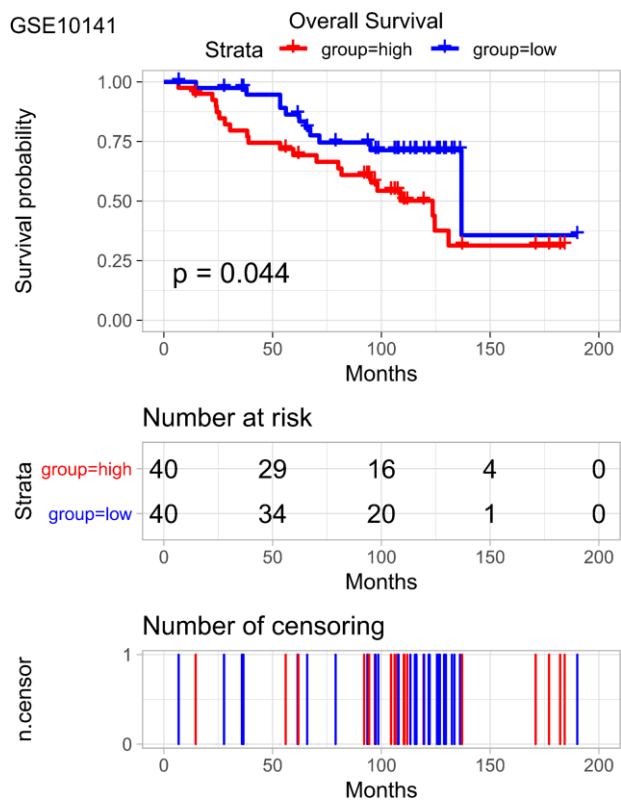 GSE10141
Overall Survival
Strata group=high group=low
Survival probability
1.00
0.75
0.50
0.25
0.00
p = 0.044
0 50 100 150 200
Months
Number at risk
Strata
group=high 40 29 16 4 0
group=low 40 34 20 1 0
0 50 100 150 200
Months
Number of censoring
n.censor
1
0
0 50 100 150 200
Months